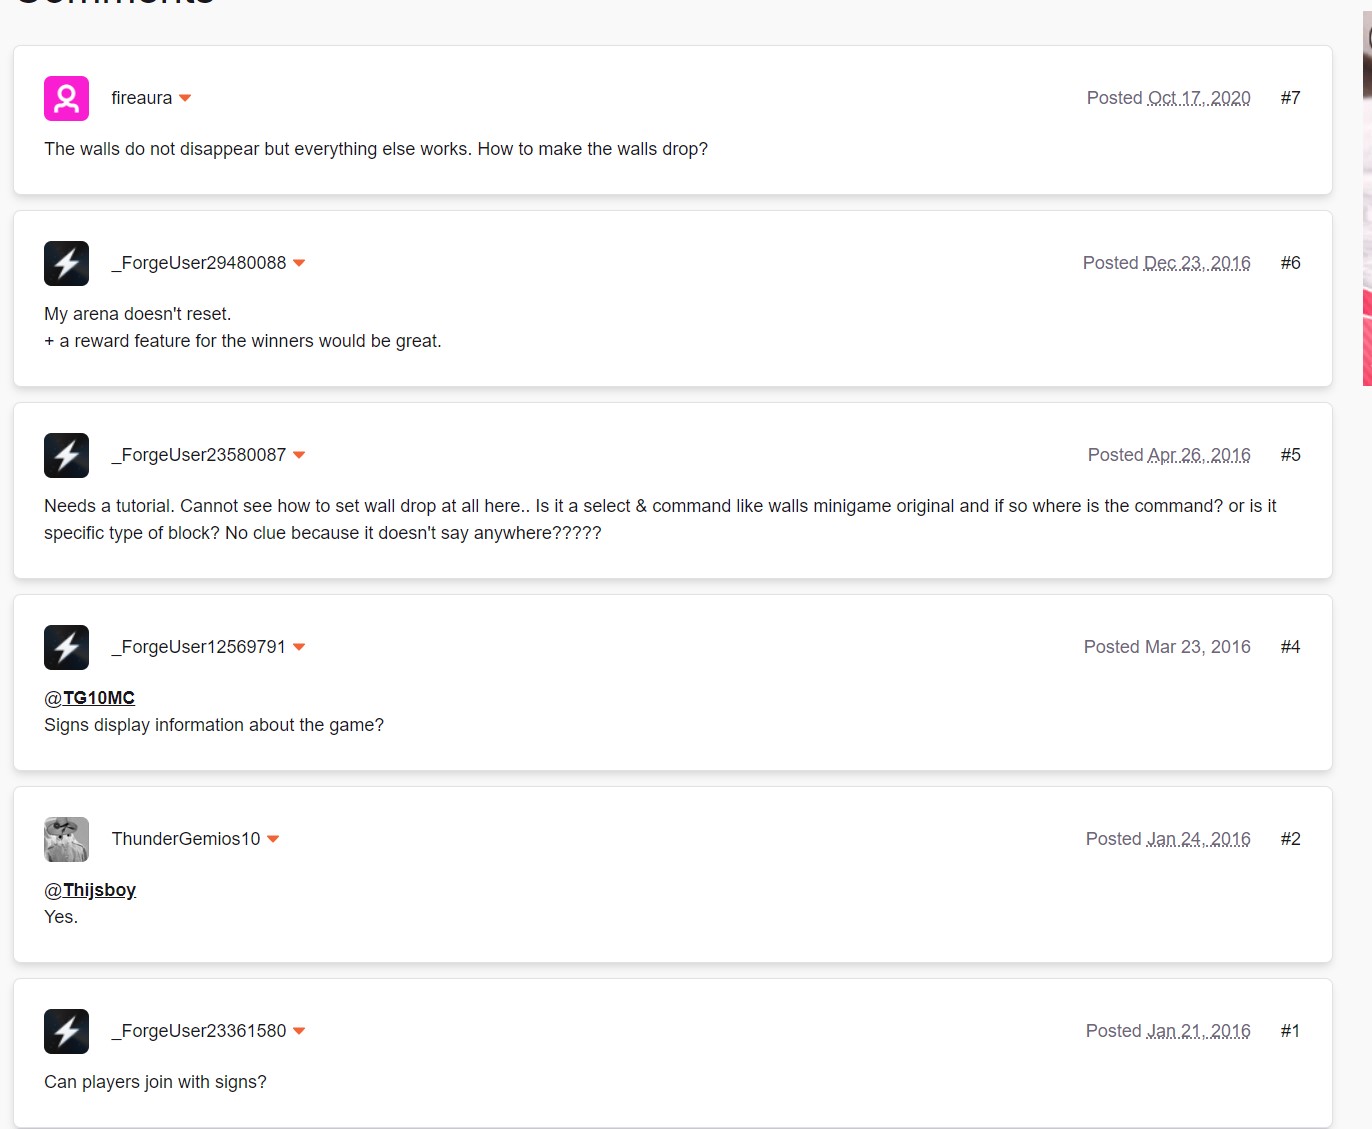 Comments
fireaura
Posted Oct 17, 2020 #7
The walls do not disappear but everything else works. How to make the walls drop?
_ForgeUser29480088
Posted Dec 23, 2016 #6
My arena doesn't reset.
+ a reward feature for the winners would be great.
_ForgeUser23580087
Posted Apr 26, 2016 #5
Needs a tutorial. Cannot see how to set wall drop at all here.. Is it a select & command like walls minigame original and if so where is the command? or is it
specific type of block? No clue because it doesn't say anywhere?????
_ForgeUser12569791
Posted Mar 23, 2016 #4
@TG10MC
Signs display information about the game?
ThunderGemios10
Posted Jan 24, 2016 #2
@Thijsboy
Yes.
_ForgeUser23361580
Posted Jan 21, 2016 #1
Can players join with signs?